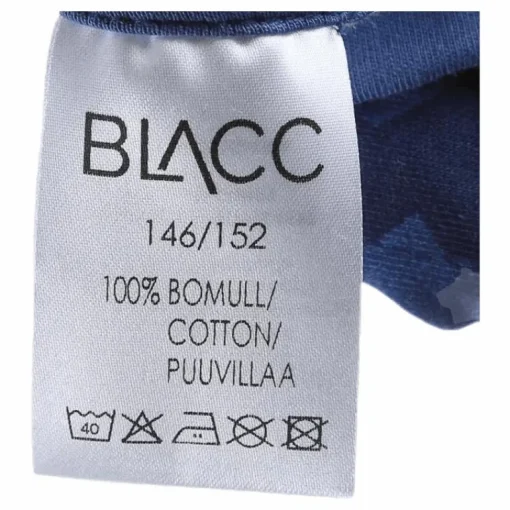 BLACC
146/152
100% BOMULL/
COTTON/
PUUVILLAA
40